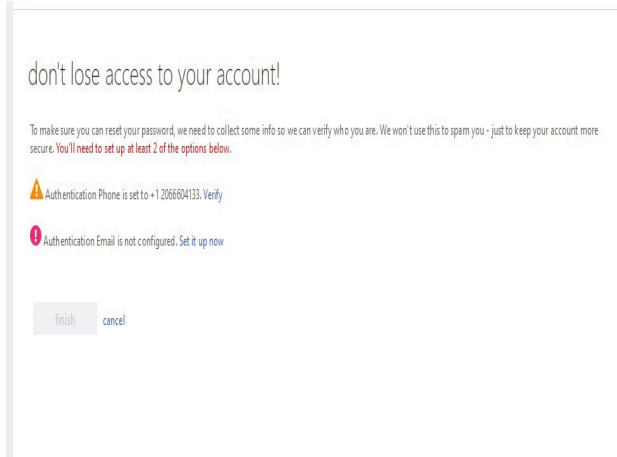 don't lose access to your account!
To make sure you can reset your password, we need to collect some info so we can verify who you are. We won't use this to spam you - just to keep your account more
secure. You'll need to set up at least 2 of the options below.
Authentication Phone is set to +1 2066604133. Verify
Authentication Email is not configured. Set it up now
finish cancel